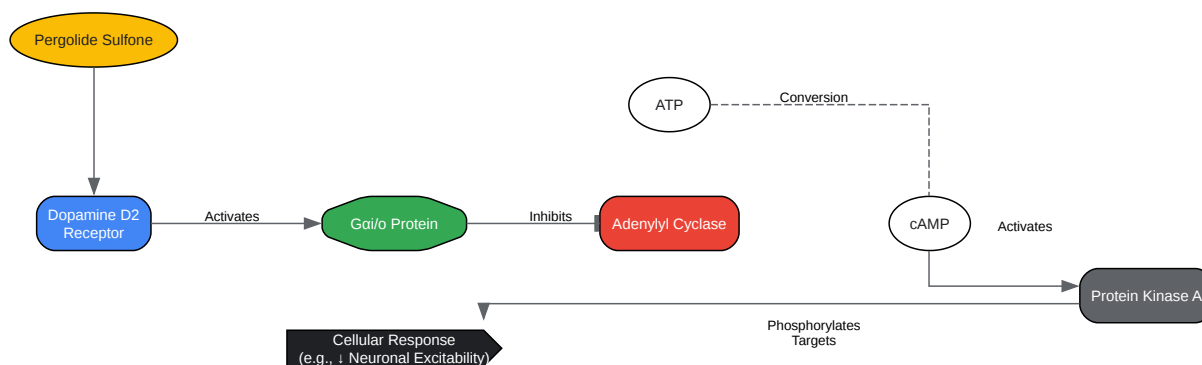 Pergolide Sulfone
ATP
Conversion
Dopamine D2
Receptor
Activates
Gαi/o Protein
Inhibits
Adenylyl Cyclase
cAMP
Activates
Protein Kinase A
Phosphorylates
Targets
Cellular Response
(e.g., ↓ Neuronal Excitability)